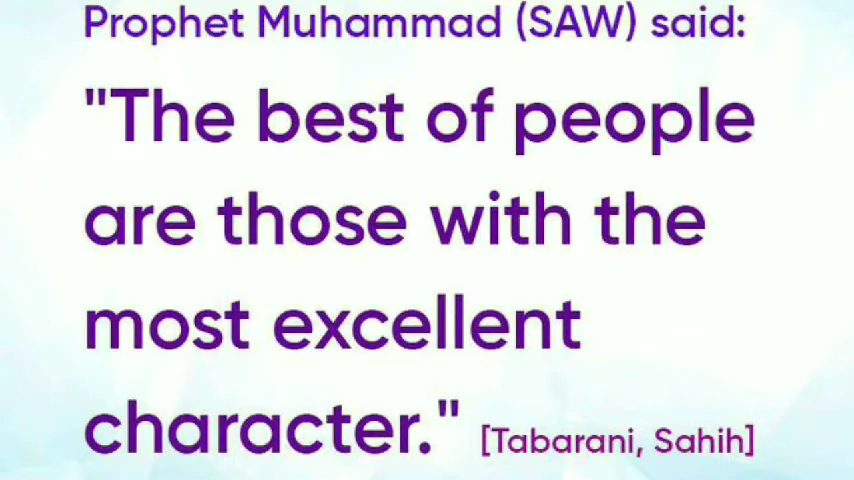 Prophet Muhammad (SAW) said:
"The best of people
are those with the
most excellent
character." [Tabarani, Sahih]